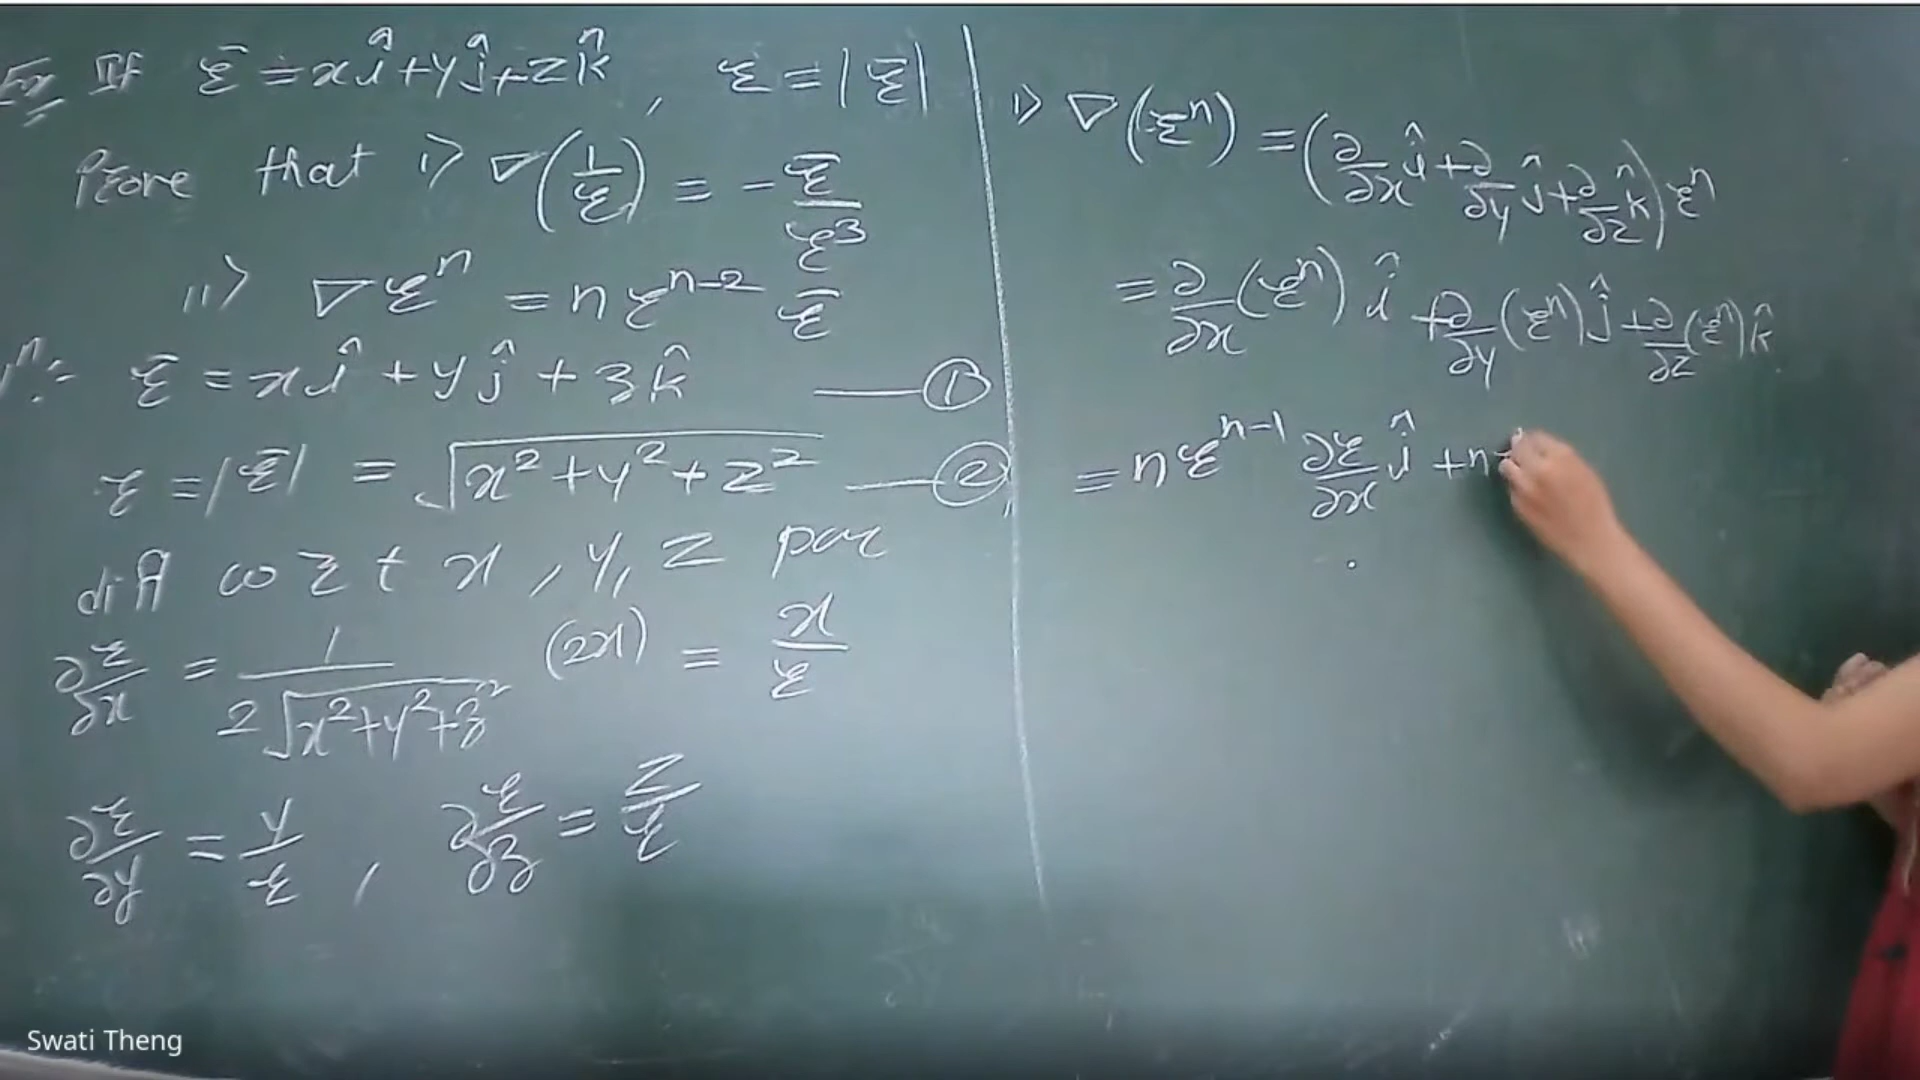 Ex If r̄ = xî + yĵ + zk̂ , r = |r̄|
Prove that i> ∇(1/r) = - r̄/r³
ii> ∇rⁿ = n rⁿ⁻² r̄
r̄ = xî + yĵ + zk̂ —— ①
r = |r̄| = √(x² + y² + z²) —— ②
diff w r t x , y, z par
∂r/∂x = 1/(2√(x²+y²+z²)) (2x) = x/r
∂r/∂y = y/r , ∂r/∂z = z/r
i> ∇(rⁿ) = (∂/∂x î + ∂/∂y ĵ + ∂/∂z k̂) rⁿ
= ∂/∂x (rⁿ) î + ∂/∂y (rⁿ) ĵ + ∂/∂z (rⁿ) k̂
= n rⁿ⁻¹ ∂r/∂x î + n
Swati Theng